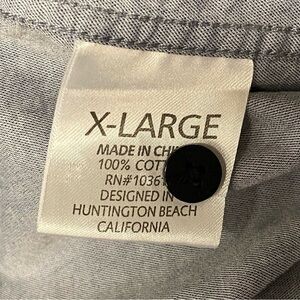 X-LARGE
MADE IN
100%
DESIGNED IN
HUNTINGTON BEACH
CALIFORNIA